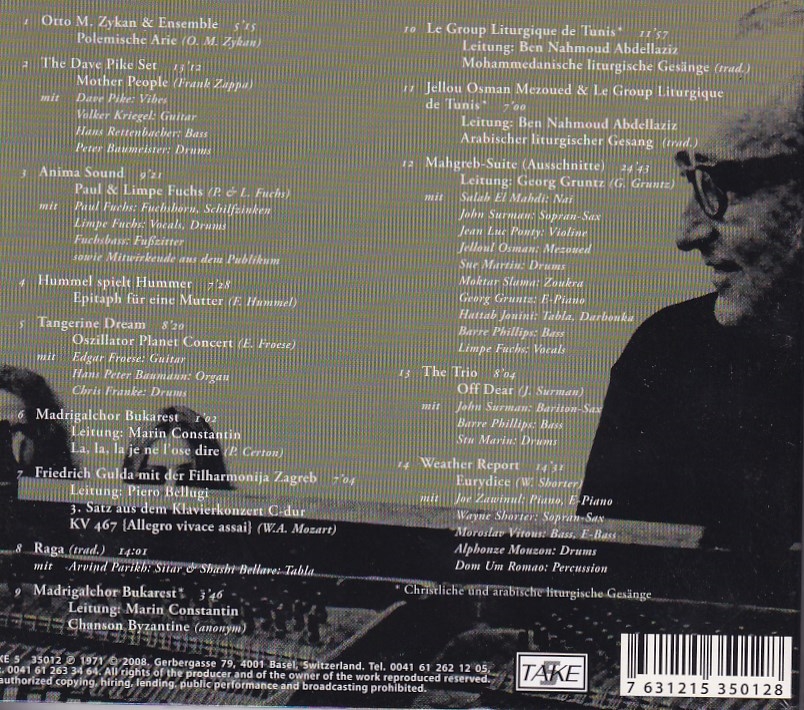 1 Otto M. Zykan & Ensemble 5'15
Polemische Arie (O. M. Zykan)
2 The Dave Pike Set 13'12
Mother People (Frank Zappa)
mit Dave Pike: Vibes
Volker Kriegel: Guitar
Hans Rettenbacher: Bass
Peter Baumeister: Drums
3 Anima Sound 9'21
Paul & Limpe Fuchs (P. & L. Fuchs)
mit Paul Fuchs: Fuchshorn, Schilfzinken
Limpe Fuchs: Vocals, Drums
Fuchsbass: Fußzitter
sowie Mitwirkende aus dem Publikum
4 Hummel spielt Hummer 7'28
Epitaph für eine Mutter (F. Hummel)
5 Tangerine Dream 8'20
Oszillator Planet Concert (E. Froese)
mit Edgar Froese: Guitar
Hans Peter Baumann: Organ
Chris Franke: Drums
6 Madrigalchor Bukarest 1'02
Leitung: Marin Constantin
La, la, la je ne l'ose dire (P. Certon)
7 Friedrich Gulda mit der Filharmonija Zagreb 7'04
Leitung: Piero Bellugi
3. Satz aus dem Klavierkonzert C-dur
KV 467 [Allegro vivace assai} (W.A. Mozart)
8 Raga (trad.) 14:01
mit Arvind Parikh: Sitar & Shashi Bellare: Tabla
9 Madrigalchor Bukarest* 3'46
Leitung: Marin Constantin
Chanson Byzantine (anonym)
10 Le Group Liturgique de Tunis* 11'57
Leitung: Ben Nahmoud Abdellaziz
Mohammedanische liturgische Gesänge (trad.)
11 Jellou Osman Mezoued & Le Group Liturgique
de Tunis* 7'00
Leitung: Ben Nahmoud Abdellaziz
Arabischer liturgischer Gesang (trad.)
12 Mahgreb-Suite (Ausschnitte) 24'43
Leitung: Georg Gruntz (G. Gruntz)
mit Salah El Mahdi: Nai
John Surman: Sopran-Sax
Jean Luc Ponty: Violine
Jelloul Osman: Mezoued
Sue Martin: Drums
Moktar Slama: Zoukra
Georg Gruntz: E-Piano
Hattab Jouini: Tabla, Darbouka
Barre Phillips: Bass
Limpe Fuchs: Vocals
13 The Trio 8'04
Off Dear (J. Surman)
mit John Surman: Bariton-Sax
Barre Phillips: Bass
Stu Marin: Drums
14 Weather Report 14'51
Eurydice (W. Shorter)
mit Joe Zawinul: Piano, E-Piano
Wayne Shorter: Sopran-Sax
Moroslav Vitous: Bass, E-Bass
Alphonze Mouzon: Drums
Dom Um Romao: Percussion
* Christliche und arabische liturgische Gesänge
KE 5 35012 ℗ 1971 © 2008. Gerbergasse 79, 4001 Basel, Switzerland. Tel. 0041 61 262 12 05,
0041 61 263 34 64. All rights of the producer and of the owner of the work reproduced reserved.
authorized copying, hiring, lending, public performance and broadcasting prohibited.
TAKE 5
7 631215 350128